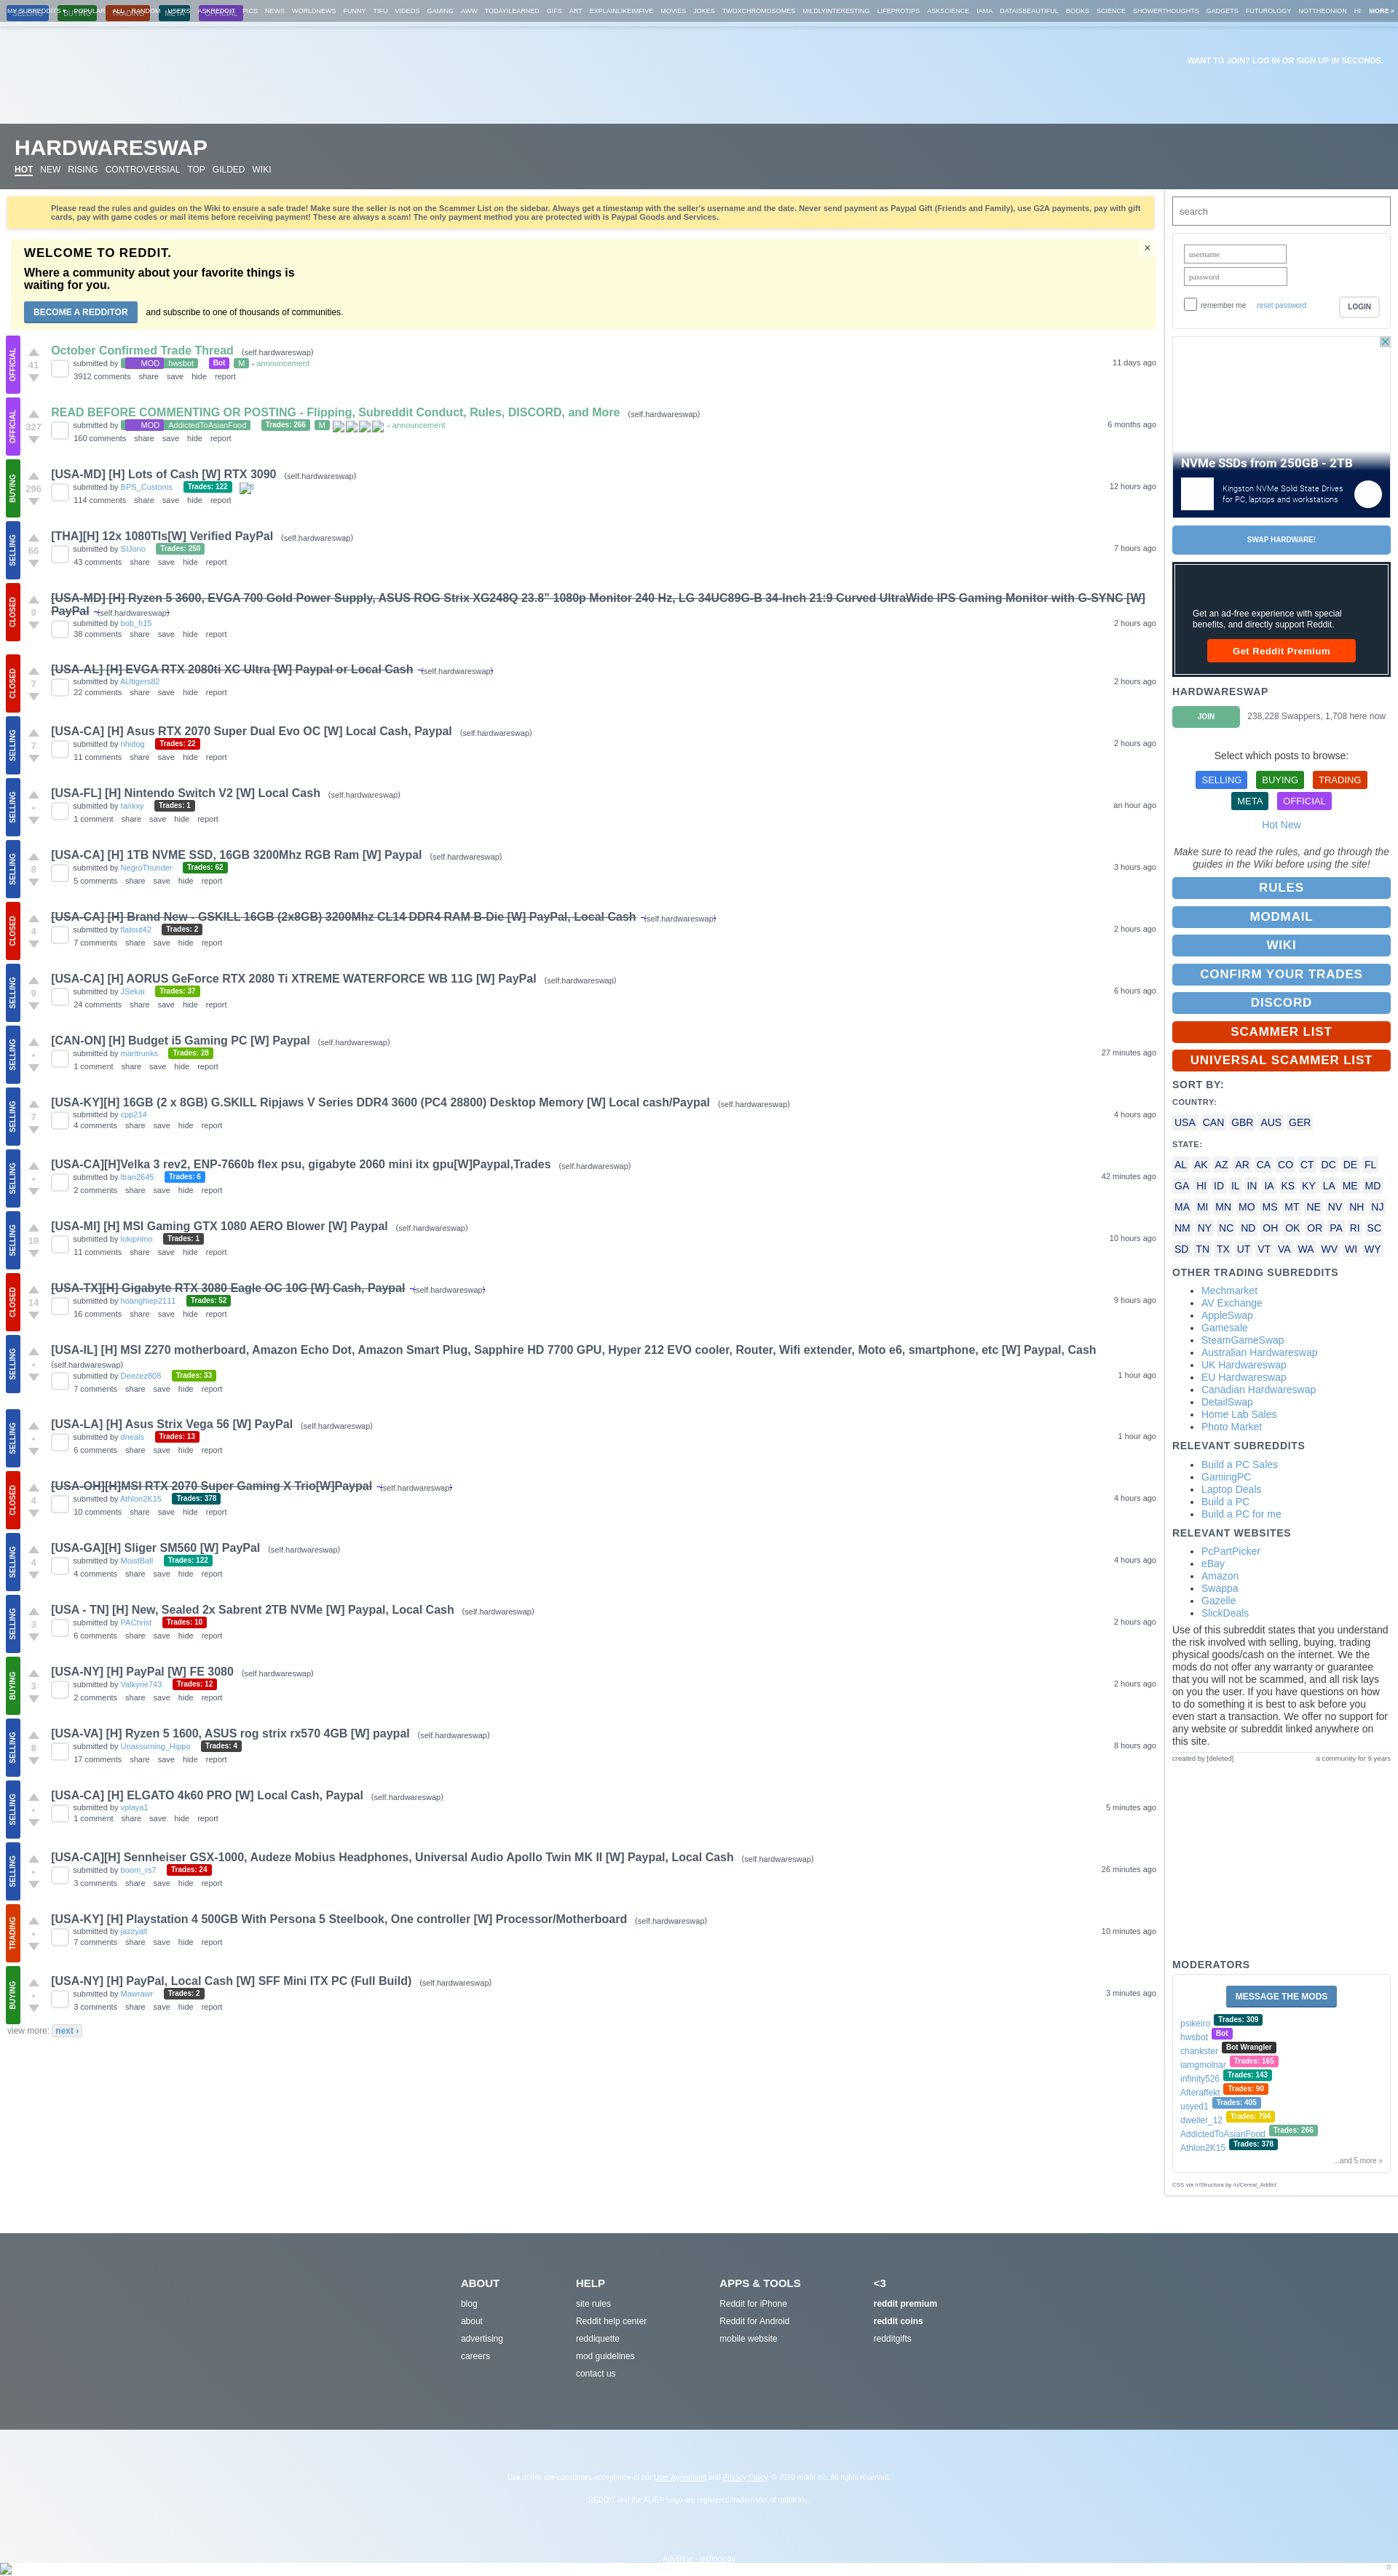 MY SUBREDDITS ▾ POPULAR ALL RANDOM USERS ASKREDDIT PICS NEWS WORLDNEWS FUNNY TIFU VIDEOS GAMING AWW TODAYILEARNED GIFS ART EXPLAINLIKEIMFIVE MOVIES JOKES TWOXCHROMOSOMES MILDLYINTERESTING LIFEPROTIPS ASKSCIENCE IAMA DATAISBEAUTIFUL BOOKS SCIENCE SHOWERTHOUGHTS GADGETS FUTUROLOGY NOTTHEONION MORE »
SELLING BUYING TRADING META OFFICIAL
WANT TO JOIN? LOG IN OR SIGN UP IN SECONDS.
HARDWARESWAP
HOT NEW RISING CONTROVERSIAL TOP GILDED WIKI
Please read the rules and guides on the Wiki to ensure a safe trade! Make sure the seller is not on the Scammer List on the sidebar. Always get a timestamp with the seller's username and the date. Never send payment as Paypal Gift (Friends and Family), use G2A payments, pay with gift
cards, pay with game codes or mail items before receiving payment! These are always a scam! The only payment method you are protected with is Paypal Goods and Services.
WELCOME TO REDDIT. ×
Where a community about your favorite things is
waiting for you.
BECOME A REDDITOR and subscribe to one of thousands of communities.
OFFICIAL
41
October Confirmed Trade Thread (self.hardwareswap)
submitted by MOD hwsbot Bot M - announcement 11 days ago
3912 comments share save hide report
OFFICIAL
327
READ BEFORE COMMENTING OR POSTING - Flipping, Subreddit Conduct, Rules, DISCORD, and More (self.hardwareswap)
submitted by MOD AddictedToAsianFood Trades: 266 M - announcement 6 months ago
160 comments share save hide report
BUYING
296
[USA-MD] [H] Lots of Cash [W] RTX 3090 (self.hardwareswap)
submitted by BPS_Customs Trades: 122 8 12 hours ago
114 comments share save hide report
SELLING
66
[THA][H] 12x 1080TIs[W] Verified PayPal (self.hardwareswap)
submitted by SIJono Trades: 250 7 hours ago
43 comments share save hide report
CLOSED
9
[USA-MD] [H] Ryzen 5 3600, EVGA 700 Gold Power Supply, ASUS ROG Strix XG248Q 23.8” 1080p Monitor 240 Hz, LG 34UC89G-B 34-Inch 21:9 Curved UltraWide IPS Gaming Monitor with G-SYNC [W]
PayPal (self.hardwareswap)
submitted by bob_h15 2 hours ago
38 comments share save hide report
CLOSED
7
[USA-AL] [H] EVGA RTX 2080ti XC Ultra [W] Paypal or Local Cash (self.hardwareswap)
submitted by AUtigers82 2 hours ago
22 comments share save hide report
SELLING
7
[USA-CA] [H] Asus RTX 2070 Super Dual Evo OC [W] Local Cash, Paypal (self.hardwareswap)
submitted by nhidog Trades: 22 2 hours ago
11 comments share save hide report
SELLING
•
[USA-FL] [H] Nintendo Switch V2 [W] Local Cash (self.hardwareswap)
submitted by tankxy Trades: 1 an hour ago
1 comment share save hide report
SELLING
8
[USA-CA] [H] 1TB NVME SSD, 16GB 3200Mhz RGB Ram [W] Paypal (self.hardwareswap)
submitted by NegroThunder Trades: 62 3 hours ago
5 comments share save hide report
CLOSED
4
[USA-CA] [H] Brand New - GSKILL 16GB (2x8GB) 3200Mhz CL14 DDR4 RAM B-Die [W] PayPal, Local Cash (self.hardwareswap)
submitted by flatout42 Trades: 2 2 hours ago
7 comments share save hide report
SELLING
9
[USA-CA] [H] AORUS GeForce RTX 2080 Ti XTREME WATERFORCE WB 11G [W] PayPal (self.hardwareswap)
submitted by JSekai Trades: 37 6 hours ago
24 comments share save hide report
SELLING
•
[CAN-ON] [H] Budget i5 Gaming PC [W] Paypal (self.hardwareswap)
submitted by maritrunks Trades: 28 27 minutes ago
1 comment share save hide report
SELLING
7
[USA-KY][H] 16GB (2 x 8GB) G.SKILL Ripjaws V Series DDR4 3600 (PC4 28800) Desktop Memory [W] Local cash/Paypal (self.hardwareswap)
submitted by cpp214 4 hours ago
4 comments share save hide report
SELLING
•
[USA-CA][H]Velka 3 rev2, ENP-7660b flex psu, gigabyte 2060 mini itx gpu[W]Paypal,Trades (self.hardwareswap)
submitted by ltran2645 Trades: 6 42 minutes ago
2 comments share save hide report
SELLING
19
[USA-MI] [H] MSI Gaming GTX 1080 AERO Blower [W] Paypal (self.hardwareswap)
submitted by lokiprimo Trades: 1 10 hours ago
11 comments share save hide report
CLOSED
14
[USA-TX][H] Gigabyte RTX 3080 Eagle OC 10G [W] Cash, Paypal (self.hardwareswap)
submitted by hoanghiep2111 Trades: 52 9 hours ago
16 comments share save hide report
SELLING
•
[USA-IL] [H] MSI Z270 motherboard, Amazon Echo Dot, Amazon Smart Plug, Sapphire HD 7700 GPU, Hyper 212 EVO cooler, Router, Wifi extender, Moto e6, smartphone, etc [W] Paypal, Cash
(self.hardwareswap)
submitted by Deezez808 Trades: 33 1 hour ago
7 comments share save hide report
SELLING
•
[USA-LA] [H] Asus Strix Vega 56 [W] PayPal (self.hardwareswap)
submitted by dneals Trades: 13 1 hour ago
6 comments share save hide report
CLOSED
4
[USA-OH][H]MSI RTX 2070 Super Gaming X Trio[W]Paypal (self.hardwareswap)
submitted by Athlon2K15 Trades: 378 4 hours ago
10 comments share save hide report
SELLING
4
[USA-GA][H] Sliger SM560 [W] PayPal (self.hardwareswap)
submitted by MoistBall Trades: 122 4 hours ago
4 comments share save hide report
SELLING
3
[USA - TN] [H] New, Sealed 2x Sabrent 2TB NVMe [W] Paypal, Local Cash (self.hardwareswap)
submitted by PAChrist Trades: 10 2 hours ago
6 comments share save hide report
BUYING
3
[USA-NY] [H] PayPal [W] FE 3080 (self.hardwareswap)
submitted by Valkyrie743 Trades: 12 2 hours ago
2 comments share save hide report
SELLING
8
[USA-VA] [H] Ryzen 5 1600, ASUS rog strix rx570 4GB [W] paypal (self.hardwareswap)
submitted by Unassuming_Hippo Trades: 4 8 hours ago
17 comments share save hide report
SELLING
•
[USA-CA] [H] ELGATO 4k60 PRO [W] Local Cash, Paypal (self.hardwareswap)
submitted by vplaya1 5 minutes ago
1 comment share save hide report
SELLING
•
[USA-CA][H] Sennheiser GSX-1000, Audeze Mobius Headphones, Universal Audio Apollo Twin MK II [W] Paypal, Local Cash (self.hardwareswap)
submitted by boom_rs7 Trades: 24 26 minutes ago
3 comments share save hide report
TRADING
•
[USA-KY] [H] Playstation 4 500GB With Persona 5 Steelbook, One controller [W] Processor/Motherboard (self.hardwareswap)
submitted by jazzyalt 10 minutes ago
7 comments share save hide report
BUYING
•
[USA-NY] [H] PayPal, Local Cash [W] SFF Mini ITX PC (Full Build) (self.hardwareswap)
submitted by Mawrawr Trades: 2 3 minutes ago
3 comments share save hide report
view more: next ›
search
username
password
remember me reset password LOGIN
NVMe SSDs from 250GB - 2TB
Kingston NVMe Solid State Drives
for PC, laptops and workstations
SWAP HARDWARE!
Get an ad-free experience with special
benefits, and directly support Reddit.
Get Reddit Premium
HARDWARESWAP
JOIN 238,228 Swappers, 1,708 here now
Select which posts to browse:
SELLING BUYING TRADING
META OFFICIAL
Hot New
Make sure to read the rules, and go through the
guides in the Wiki before using the site!
RULES
MODMAIL
WIKI
CONFIRM YOUR TRADES
DISCORD
SCAMMER LIST
UNIVERSAL SCAMMER LIST
SORT BY:
COUNTRY:
USA CAN GBR AUS GER
STATE:
AL AK AZ AR CA CO CT DC DE FL
GA HI ID IL IN IA KS KY LA ME MD
MA MI MN MO MS MT NE NV NH NJ
NM NY NC ND OH OK OR PA RI SC
SD TN TX UT VT VA WA WV WI WY
OTHER TRADING SUBREDDITS
Mechmarket
AV Exchange
AppleSwap
Gamesale
SteamGameSwap
Australian Hardwareswap
UK Hardwareswap
EU Hardwareswap
Canadian Hardwareswap
DetailSwap
Home Lab Sales
Photo Market
RELEVANT SUBREDDITS
Build a PC Sales
GamingPC
Laptop Deals
Build a PC
Build a PC for me
RELEVANT WEBSITES
PcPartPicker
eBay
Amazon
Swappa
Gazelle
SlickDeals
Use of this subreddit states that you understand
the risk involved with selling, buying, trading
physical goods/cash on the internet. We the
mods do not offer any warranty or guarantee
that you will not be scammed, and all risk lays
on you the user. If you have questions on how
to do something it is best to ask before you
even start a transaction. We offer no support for
any website or subreddit linked anywhere on
this site.
created by [deleted] a community for 9 years
MODERATORS
MESSAGE THE MODS
psikeiro Trades: 309
hwsbot Bot
chankster Bot Wrangler
iamgmolnar Trades: 165
infinity526 Trades: 143
Afteraffekt Trades: 90
usyed1 Trades: 405
dweller_12 Trades: 794
AddictedToAsianFood Trades: 266
Athlon2K15 Trades: 378
...and 5 more »
CSS via /r/Structura by /u/Cereal_Addict
ABOUT
blog
about
advertising
careers
HELP
site rules
Reddit help center
reddiquette
mod guidelines
contact us
APPS & TOOLS
Reddit for iPhone
Reddit for Android
mobile website
<3
reddit premium
reddit coins
redditgifts
Use of this site constitutes acceptance of our User Agreement and Privacy Policy. © 2020 reddit inc. All rights reserved.
REDDIT and the ALIEN Logo are registered trademarks of reddit inc.
Advertise - technology
π